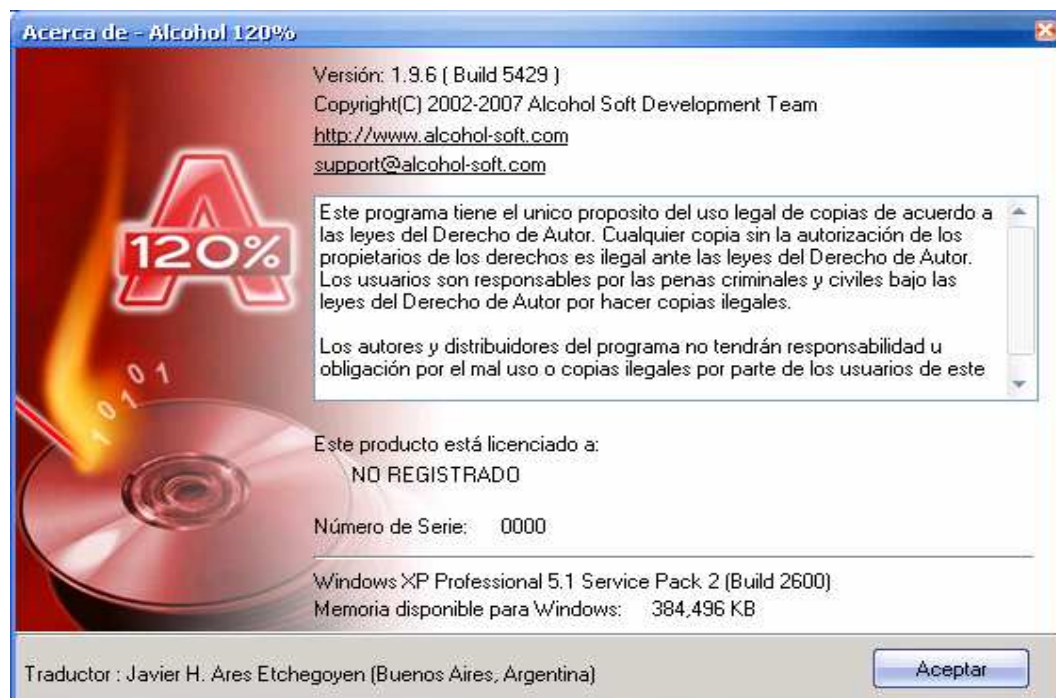 Acerca de - Alcohol 120%
Versión: 1.9.6 ( Build 5429 )
Copyright(C) 2002-2007 Alcohol Soft Development Team
http://www.alcohol-soft.com
support@alcohol-soft.com
A
120%
Este programa tiene el unico proposito del uso legal de copias de acuerdo a
las leyes del Derecho de Autor. Cualquier copia sin la autorización de los
propietarios de los derechos es ilegal ante las leyes del Derecho de Autor.
Los usuarios son responsables por las penas criminales y civiles bajo las
leyes del Derecho de Autor por hacer copias ilegales.
Los autores y distribuidores del programa no tendrán responsabilidad u
obligación por el mal uso o copias ilegales por parte de los usuarios de este
0 1
1 0 1
1 0
Este producto está licenciado a:
NO REGISTRADO
Número de Serie: 0000
Windows XP Professional 5.1 Service Pack 2 (Build 2600)
Memoria disponible para Windows: 384,496 KB
Traductor : Javier H. Ares Etchegoyen (Buenos Aires, Argentina)
Aceptar